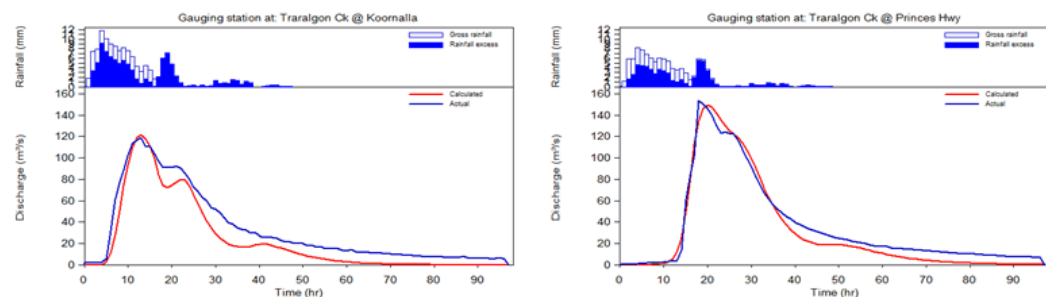 Gauging station at: Traralgon Ck @ Koornalla
Rainfall (mm)
12
Gross rainfall
Rainfall excess
Discharge (m³/s)
160
140
120
100
80
60
40
20
0
Calculated
Actual
0 10 20 30 40 50 60 70 80 90
Time (hr)
Gauging station at: Traralgon Ck @ Princes Hwy
Rainfall (mm)
12
Gross rainfall
Rainfall excess
Discharge (m³/s)
160
140
120
100
80
60
40
20
0
Calculated
Actual
0 10 20 30 40 50 60 70 80 90
Time (hr)